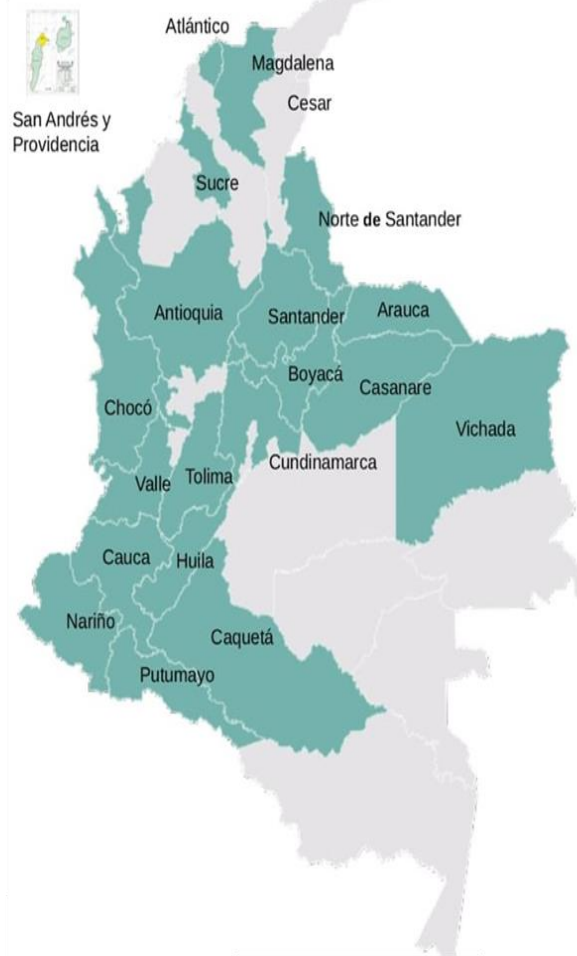 Atlántico
Magdalena
Cesar
San Andrés y
Providencia
Sucre
Norte de Santander
Antioquia
Santander
Arauca
Boyacá
Casanare
Chocó
Vichada
Cundinamarca
Valle
Tolima
Cauca
Huila
Nariño
Caquetá
Putumayo